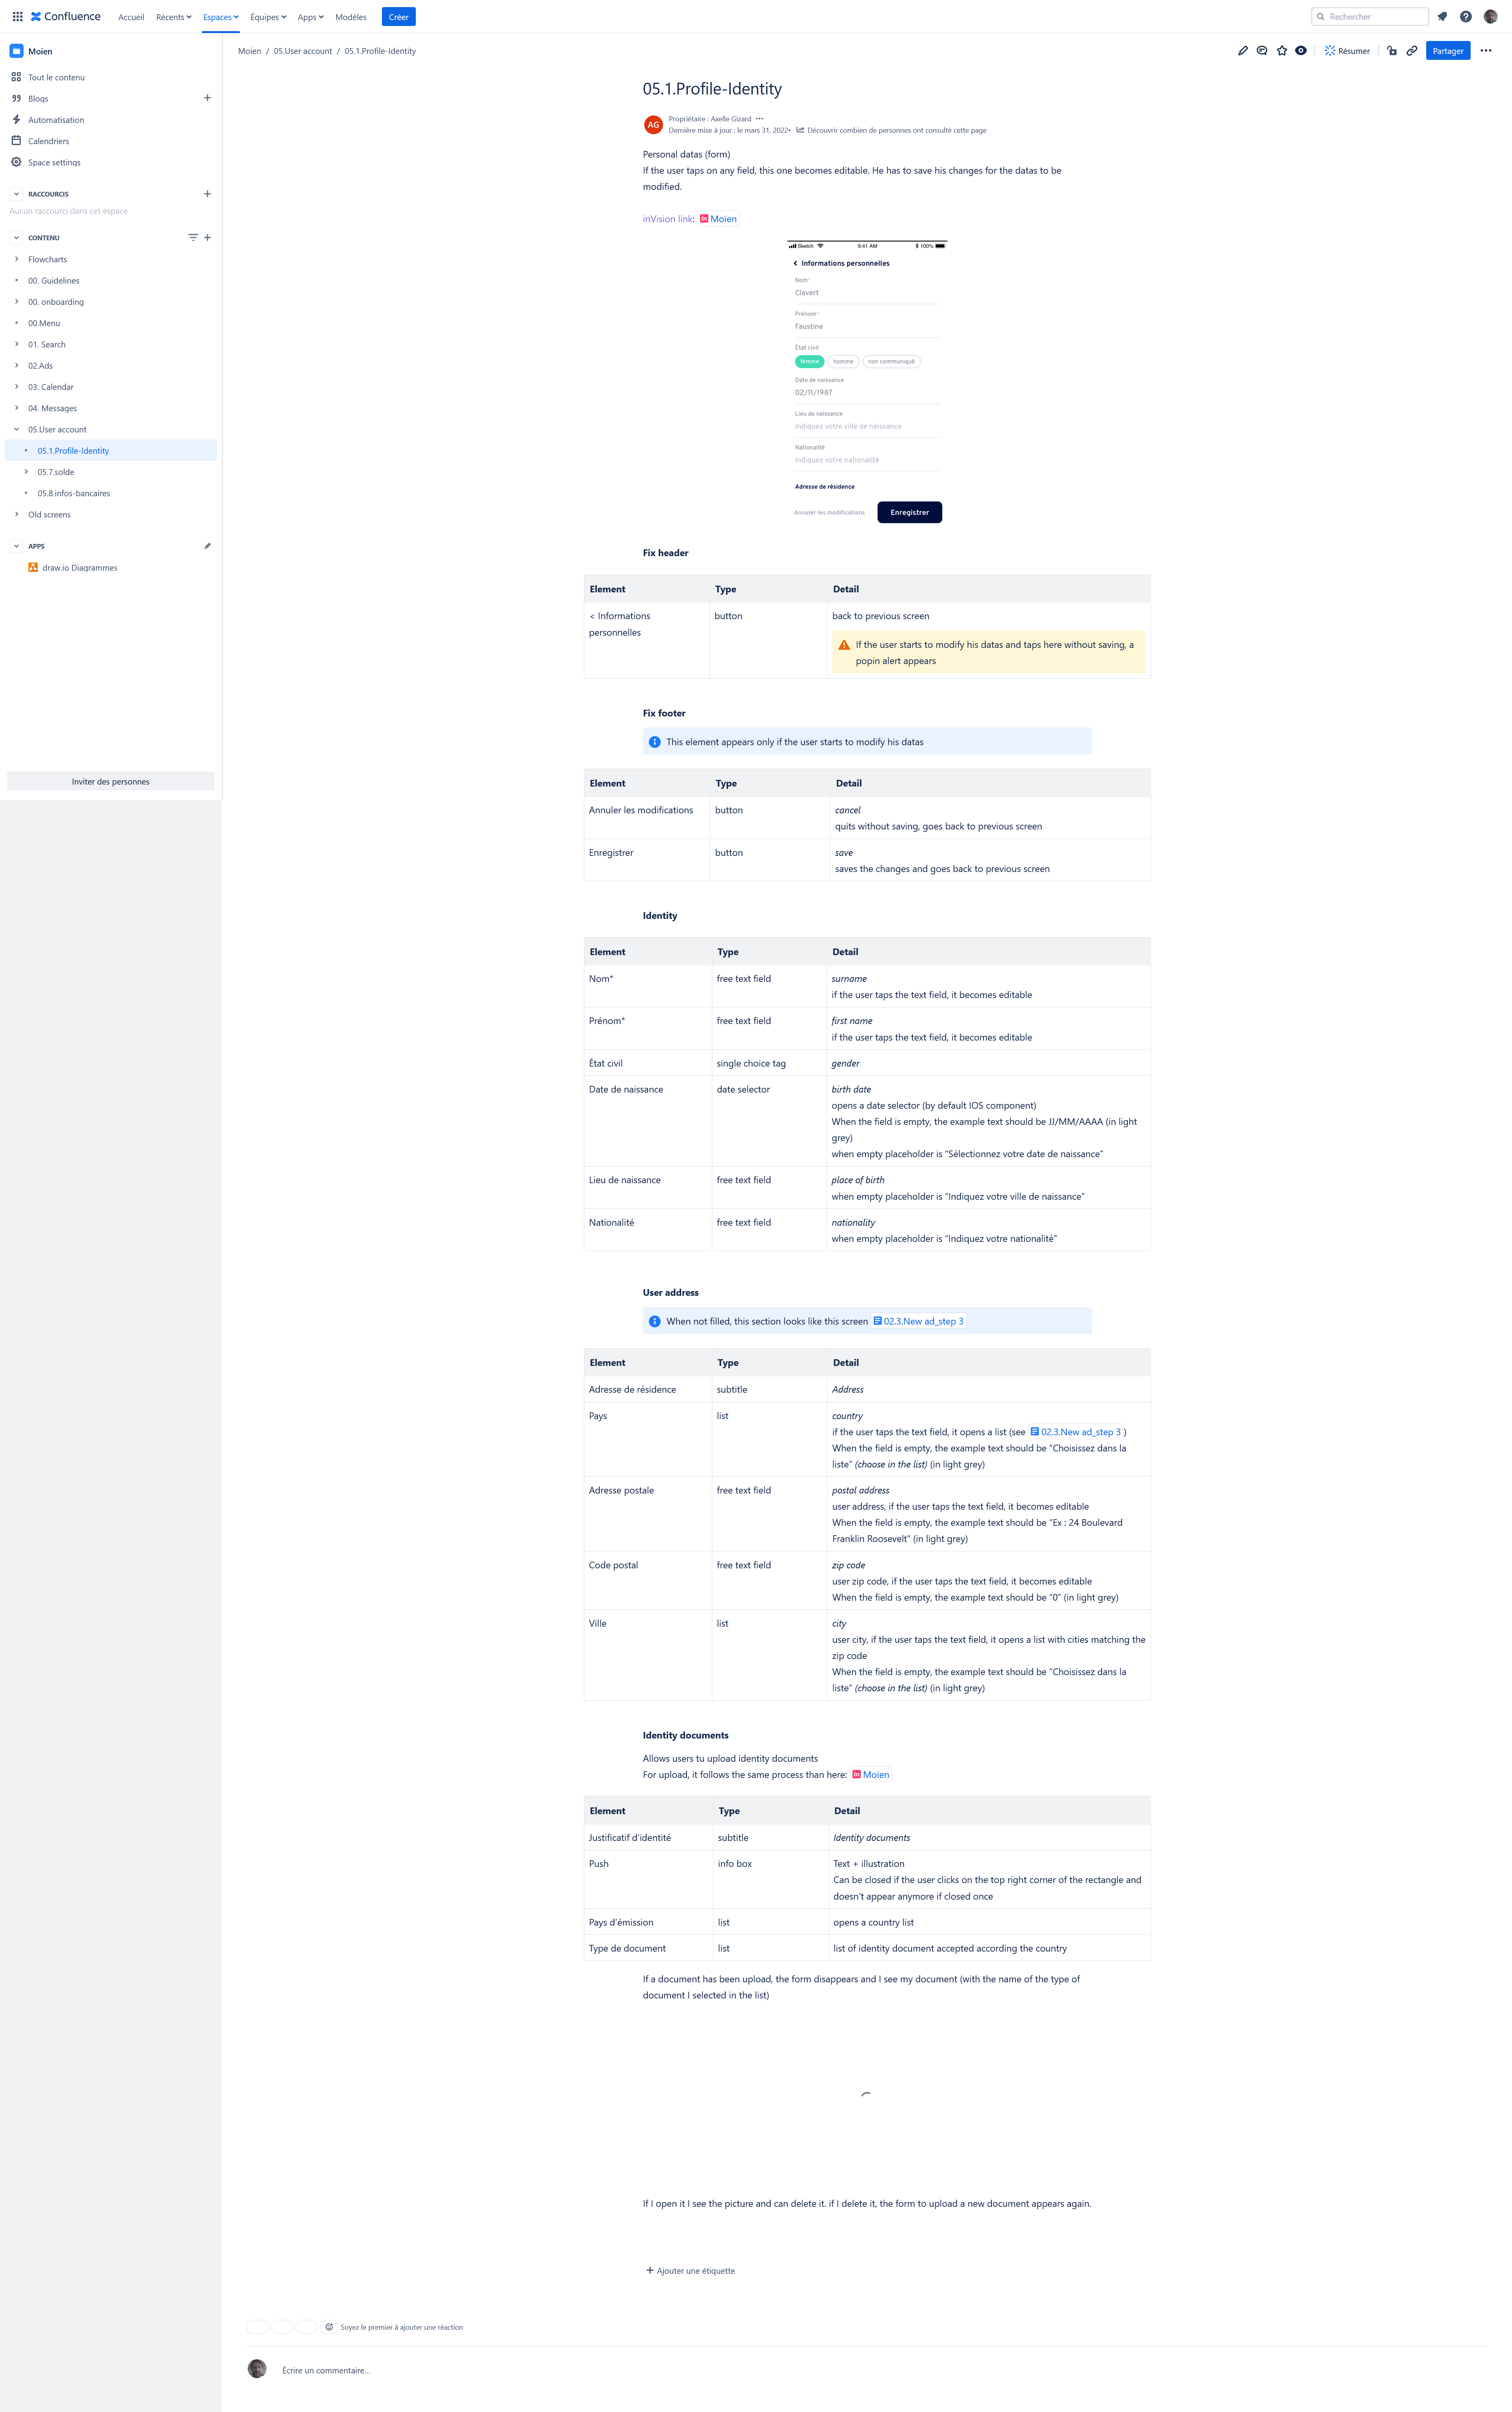 Confluence
Accueil
Récents
Espaces
Équipes
Apps
Modèles
Créer
Rechercher
Moien
Tout le contenu
Blogs
Automatisation
Calendriers
Space settings
RACCOURCIS
Aucun raccourci dans cet espace
CONTENU
Flowcharts
00. Guidelines
00. onboarding
00.Menu
01. Search
02.Ads
03. Calendar
04. Messages
05.User account
05.1.Profile-Identity
05.7.solde
05.8.infos-bancaires
Old screens
APPS
draw.io Diagrammes
Inviter des personnes
Moien / 05.User account / 05.1.Profile-Identity
Résumer
Partager
05.1.Profile-Identity
AG
Propriétaire : Axelle Gizard
Dernière mise à jour : le mars 31, 2022• Découvrir combien de personnes ont consulté cette page
Personal datas (form)
If the user taps on any field, this one becomes editable. He has to save his changes for the datas to be
modified.
inVision link: in Moïen
Sketch 9:41 AM 100%
Informations personnelles
Nom*
Clavert
Prénom*
Faustine
État civil
femme homme non communiqué
Date de naissance
02/11/1987
Lieu de naissance
Indiquez votre ville de naissance
Nationalité
Indiquez votre nationalité
Adresse de résidence
Annuler les modifications Enregistrer
Fix header
Element Type Detail
< Informations
personnelles
button
back to previous screen
If the user starts to modify his datas and taps here without saving, a
popin alert appears
Fix footer
This element appears only if the user starts to modify his datas
Element Type Detail
Annuler les modifications button cancel
quits without saving, goes back to previous screen
Enregistrer button save
saves the changes and goes back to previous screen
Identity
Element Type Detail
Nom* free text field surname
if the user taps the text field, it becomes editable
Prénom* free text field first name
if the user taps the text field, it becomes editable
État civil single choice tag gender
Date de naissance date selector birth date
opens a date selector (by default IOS component)
When the field is empty, the example text should be JJ/MM/AAAA (in light
grey)
when empty placeholder is “Sélectionnez votre date de naissance”
Lieu de naissance free text field place of birth
when empty placeholder is “Indiquez votre ville de naissance”
Nationalité free text field nationality
when empty placeholder is “Indiquez votre nationalité”
User address
When not filled, this section looks like this screen 02.3.New ad_step 3
Element Type Detail
Adresse de résidence subtitle Address
Pays list country
if the user taps the text field, it opens a list (see 02.3.New ad_step 3 )
When the field is empty, the example text should be “Choisissez dans la
liste” (choose in the list) (in light grey)
Adresse postale free text field postal address
user address, if the user taps the text field, it becomes editable
When the field is empty, the example text should be “Ex : 24 Boulevard
Franklin Roosevelt” (in light grey)
Code postal free text field zip code
user zip code, if the user taps the text field, it becomes editable
When the field is empty, the example text should be “0” (in light grey)
Ville list city
user city, if the user taps the text field, it opens a list with cities matching the
zip code
When the field is empty, the example text should be “Choisissez dans la
liste” (choose in the list) (in light grey)
Identity documents
Allows users tu upload identity documents
For upload, it follows the same process than here: in Moïen
Element Type Detail
Justificatif d’identité subtitle Identity documents
Push info box Text + illustration
Can be closed if the user clicks on the top right corner of the rectangle and
doesn’t appear anymore if closed once
Pays d’émission list opens a country list
Type de document list list of identity document accepted according the country
If a document has been upload, the form disappears and I see my document (with the name of the type of
document I selected in the list)
If I open it I see the picture and can delete it. if I delete it, the form to upload a new document appears again.
Ajouter une étiquette
Soyez le premier à ajouter une réaction
Écrire un commentaire…